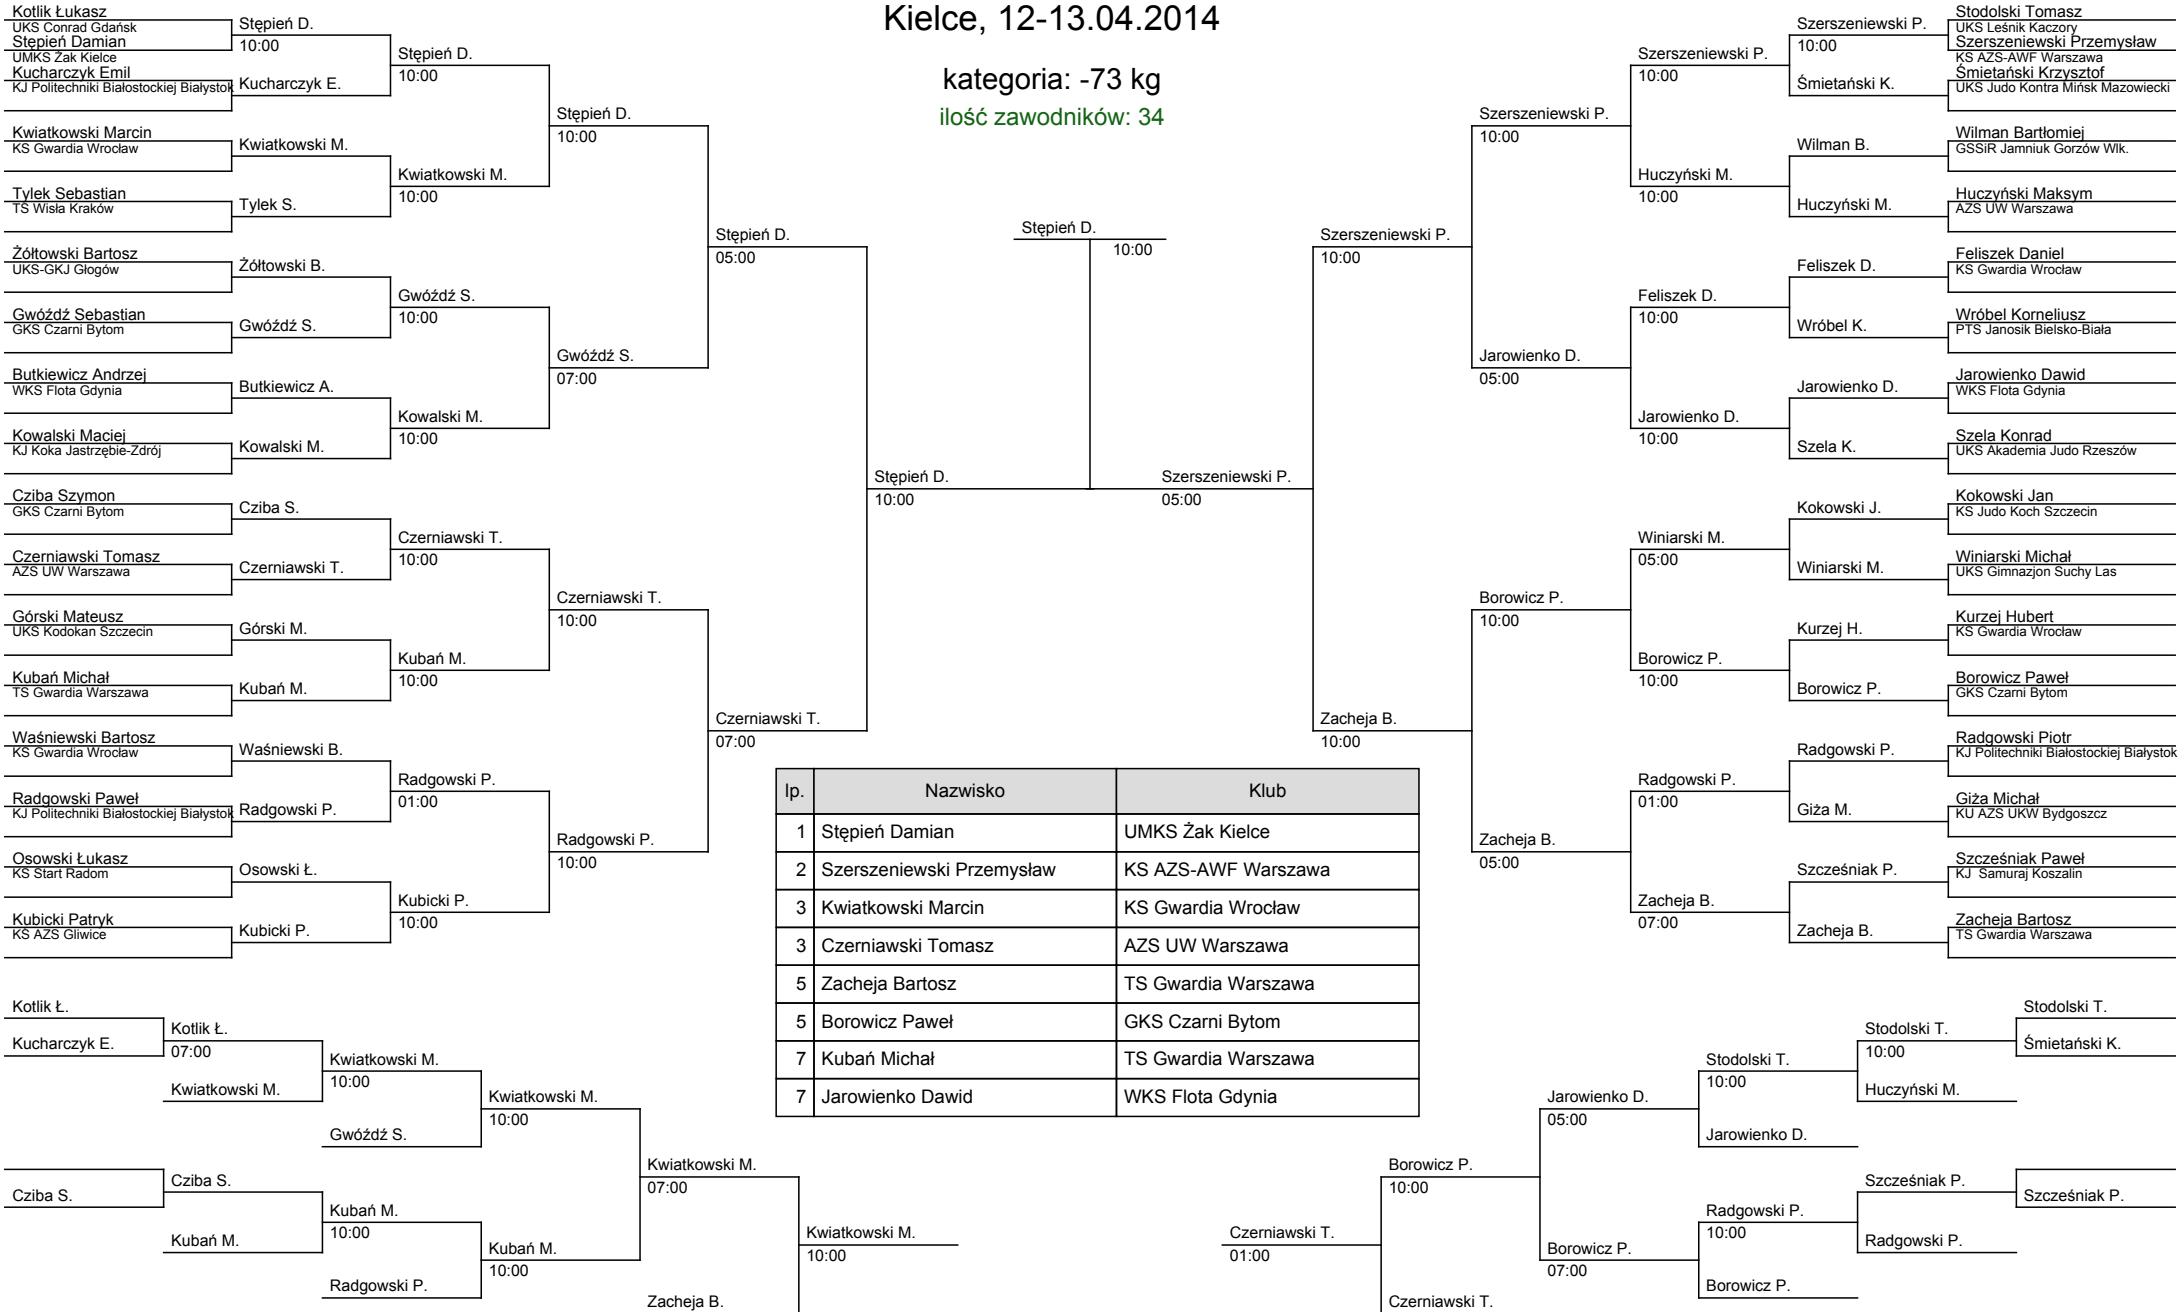 Kielce, 12-13.04.2014
kategoria: -73 kg
ilość zawodników: 34
Kotlik Łukasz
UKS Conrad Gdańsk
Stępień Damian
UMKS Żak Kielce
Kucharczyk Emil
KJ Politechniki Białostockiej Białystok
Kwiatkowski Marcin
KS Gwardia Wrocław
Tylek Sebastian
TS Wisła Kraków
Żółtowski Bartosz
UKS-GKJ Głogów
Gwóźdź Sebastian
GKS Czarni Bytom
Butkiewicz Andrzej
WKS Flota Gdynia
Kowalski Maciej
KJ Koka Jastrzębie-Zdrój
Cziba Szymon
GKS Czarni Bytom
Czerniawski Tomasz
AZS UW Warszawa
Górski Mateusz
UKS Kodokan Szczecin
Kubań Michał
TS Gwardia Warszawa
Waśniewski Bartosz
KS Gwardia Wrocław
Radgowski Paweł
KJ Politechniki Białostockiej Białystok
Osowski Łukasz
KS Start Radom
Kubicki Patryk
KS AZS Gliwice
Stępień D.
10:00
Kucharczyk E.
Kwiatkowski M.
Tylek S.
Żółtowski B.
Gwóźdź S.
Butkiewicz A.
Kowalski M.
Cziba S.
Czerniawski T.
Górski M.
Kubań M.
Waśniewski B.
Radgowski P.
Osowski Ł.
Kubicki P.
Stępień D.
10:00
Kwiatkowski M.
10:00
Gwóźdź S.
10:00
Kowalski M.
10:00
Czerniawski T.
10:00
Kubań M.
10:00
Radgowski P.
01:00
Kubicki P.
10:00
Stępień D.
10:00
Gwóźdź S.
07:00
Czerniawski T.
10:00
Radgowski P.
10:00
Stępień D.
05:00
Czerniawski T.
07:00
Stępień D.
10:00
Stępień D.
10:00
Szerszeniewski P.
05:00
Szerszeniewski P.
10:00
Zacheja B.
10:00
Szerszeniewski P.
10:00
Jarowienko D.
05:00
Borowicz P.
10:00
Zacheja B.
05:00
Szerszeniewski P.
10:00
Huczyński M.
10:00
Feliszek D.
10:00
Jarowienko D.
10:00
Winiarski M.
05:00
Borowicz P.
10:00
Radgowski P.
01:00
Zacheja B.
07:00
Szerszeniewski P.
10:00
Śmietański K.
Wilman B.
Huczyński M.
Feliszek D.
Wróbel K.
Jarowienko D.
Szela K.
Kokowski J.
Winiarski M.
Kurzej H.
Borowicz P.
Radgowski P.
Giża M.
Szcześniak P.
Zacheja B.
Stodolski Tomasz
UKS Leśnik Kaczory
Szerszeniewski Przemysław
KS AZS-AWF Warszawa
Śmietański Krzysztof
UKS Judo Kontra Mińsk Mazowiecki
Wilman Bartłomiej
GSSiR Jamniuk Gorzów Wlk.
Huczyński Maksym
AZS UW Warszawa
Feliszek Daniel
KS Gwardia Wrocław
Wróbel Korneliusz
PTS Janosik Bielsko-Biała
Jarowienko Dawid
WKS Flota Gdynia
Szela Konrad
UKS Akademia Judo Rzeszów
Kokowski Jan
KS Judo Koch Szczecin
Winiarski Michał
UKS Gimnazjon Suchy Las
Kurzej Hubert
KS Gwardia Wrocław
Borowicz Paweł
GKS Czarni Bytom
Radgowski Piotr
KJ Politechniki Białostockiej Białystok
Giża Michał
KU AZS UKW Bydgoszcz
Szcześniak Paweł
KJ Samuraj Koszalin
Zacheja Bartosz
TS Gwardia Warszawa
lp. Nazwisko Klub
1 Stępień Damian UMKS Żak Kielce
2 Szerszeniewski Przemysław KS AZS-AWF Warszawa
3 Kwiatkowski Marcin KS Gwardia Wrocław
3 Czerniawski Tomasz AZS UW Warszawa
5 Zacheja Bartosz TS Gwardia Warszawa
5 Borowicz Paweł GKS Czarni Bytom
7 Kubań Michał TS Gwardia Warszawa
7 Jarowienko Dawid WKS Flota Gdynia
Kotlik Ł.
Kucharczyk E.
Cziba S.
Kotlik Ł.
07:00
Kwiatkowski M.
Cziba S.
Kubań M.
Kwiatkowski M.
10:00
Gwóźdź S.
Kubań M.
10:00
Radgowski P.
Kwiatkowski M.
10:00
Kubań M.
10:00
Kwiatkowski M.
07:00
Zacheja B.
Kwiatkowski M.
10:00
Czerniawski T.
01:00
Borowicz P.
10:00
Czerniawski T.
Jarowienko D.
05:00
Borowicz P.
07:00
Stodolski T.
10:00
Jarowienko D.
Radgowski P.
10:00
Borowicz P.
Stodolski T.
10:00
Huczyński M.
Szcześniak P.
Radgowski P.
Stodolski T.
Śmietański K.
Szcześniak P.